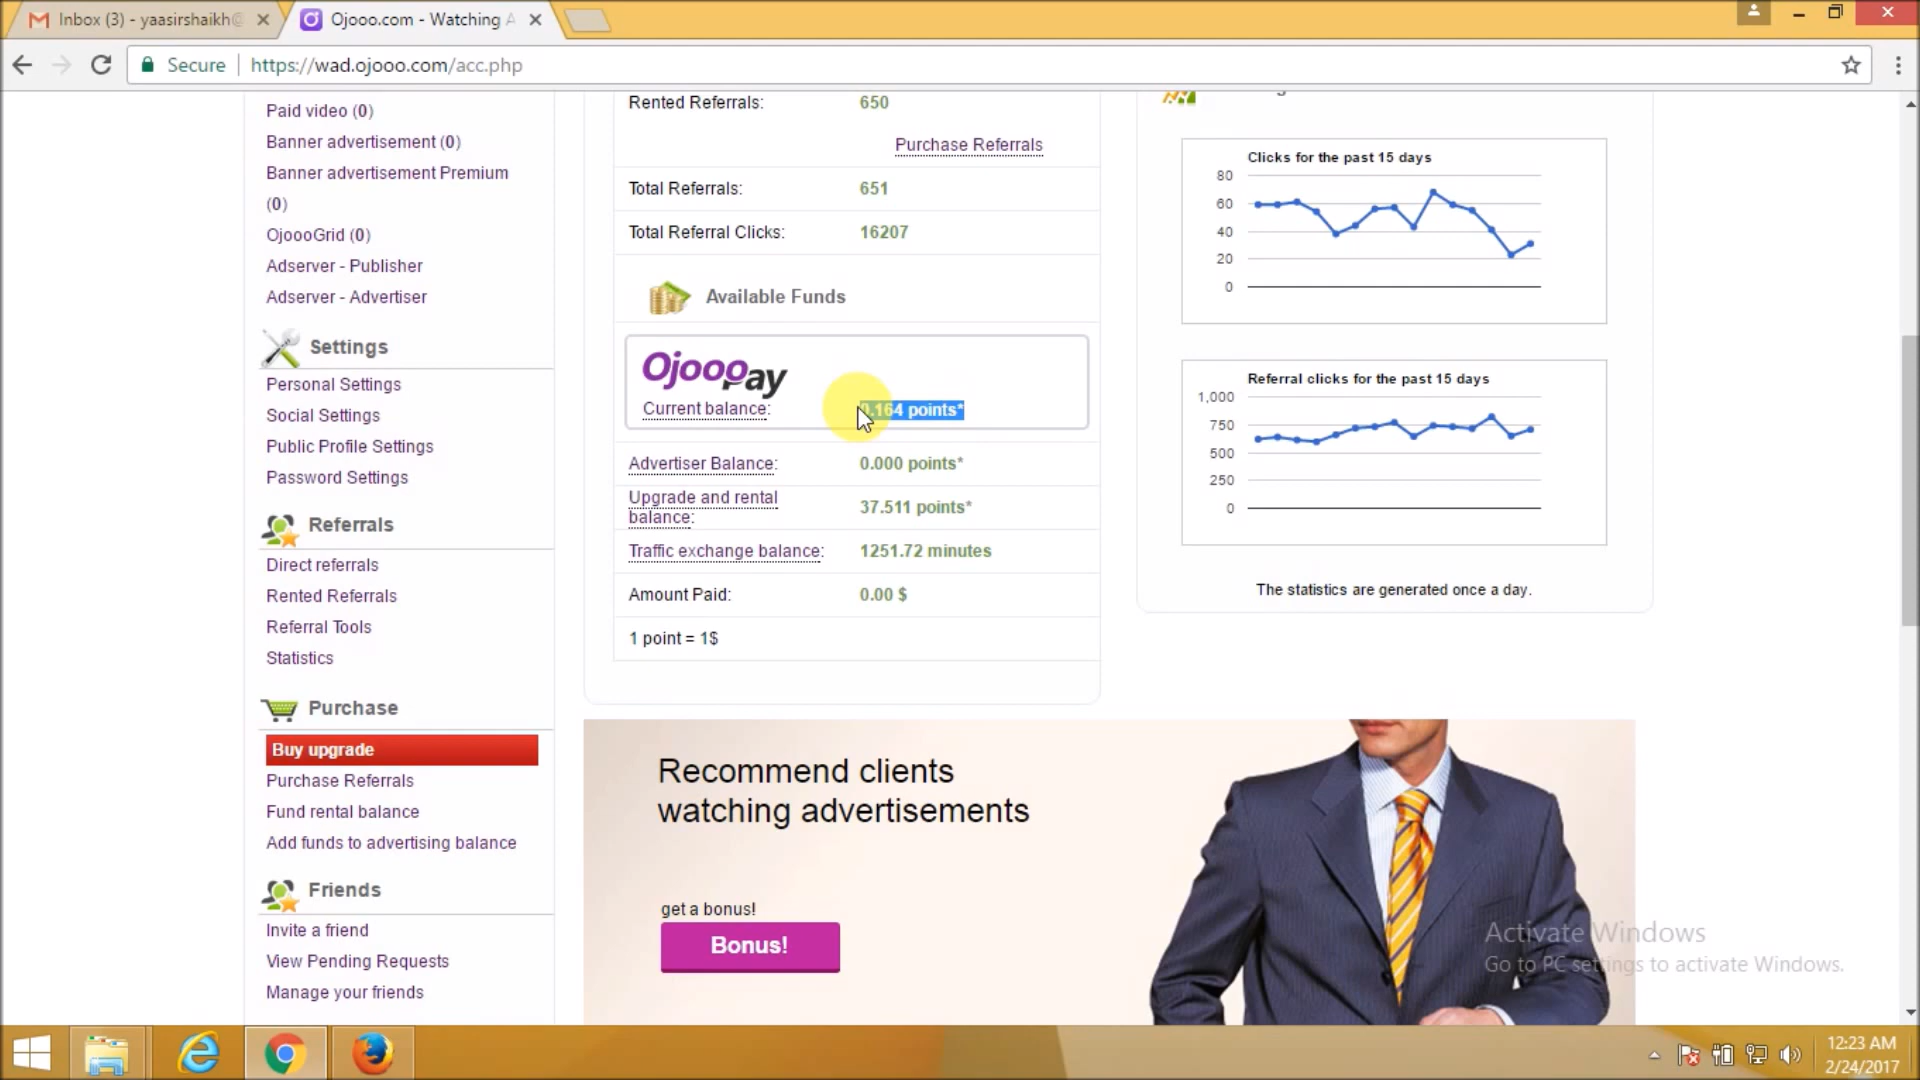 Inbox (3) - yaasirshaikh@
Ojooo.com - Watching A
Secure
https://wad.ojooo.com/acc.php
Paid video (0)
Banner advertisement (0)
Banner advertisement Premium
(0)
OjoooGrid (0)
Adserver - Publisher
Adserver - Advertiser
Settings
Personal Settings
Social Settings
Public Profile Settings
Password Settings
Referrals
Direct referrals
Rented Referrals
Referral Tools
Statistics
Purchase
Buy upgrade
Purchase Referrals
Fund rental balance
Add funds to advertising balance
Friends
Invite a friend
View Pending Requests
Manage your friends
Rented Referrals: 650
Purchase Referrals
Total Referrals: 651
Total Referral Clicks: 16207
Available Funds
OjoooPay
Current balance: 0.164 points*
Advertiser Balance: 0.000 points*
Upgrade and rental
balance: 37.511 points*
Traffic exchange balance: 1251.72 minutes
Amount Paid: 0.00 $
1 point = 1$
Clicks for the past 15 days
80
60
40
20
0
Referral clicks for the past 15 days
1,000
750
500
250
0
The statistics are generated once a day.
Recommend clients
watching advertisements
get a bonus!
Bonus!
Activate Windows
Go to PC settings to activate Windows.
12:23 AM
2/24/2017